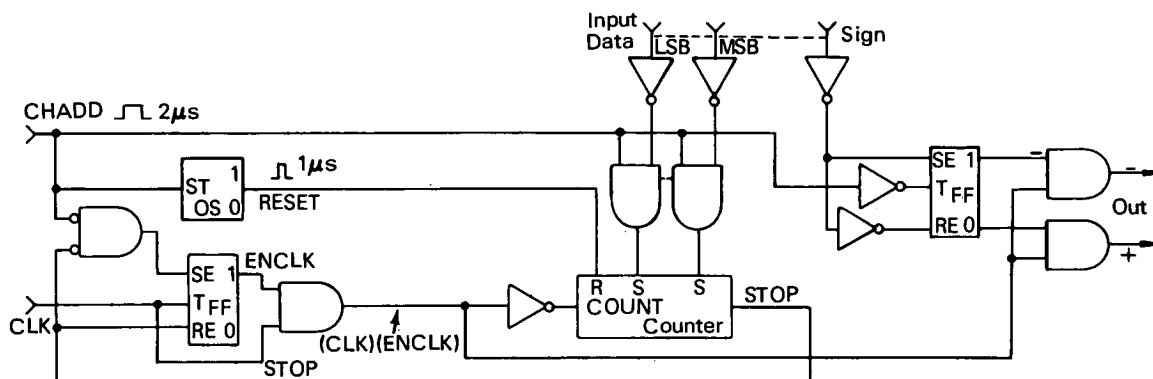 Input
Data
LSB
MSB
Sign
CHADD 2μs
1μs
ST 1
OS 0
RESET
SE 1
T FF
RE 0
- -
Out
+
SE 1
T FF
RE 0
ENCLK
CLK
STOP
(CLK)(ENCLK)
R S S
COUNT
Counter
STOP